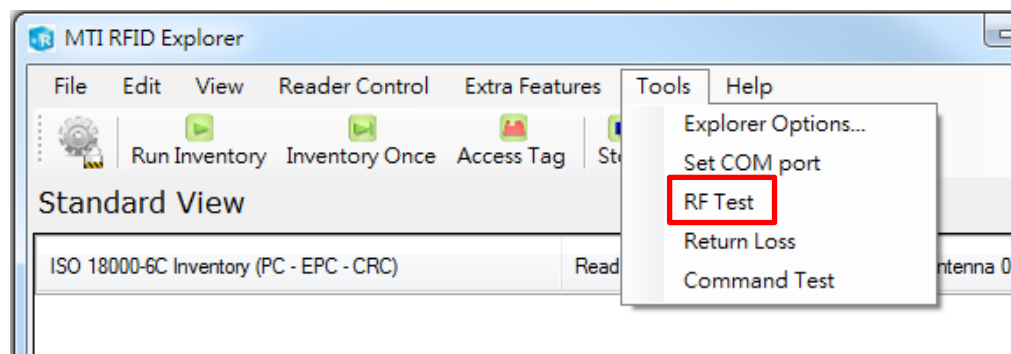 MTI RFID Explorer
File Edit View Reader Control Extra Features Tools Help
Run Inventory Inventory Once Access Tag
Explorer Options...
Set COM port
RF Test
Return Loss
Command Test
Standard View
ISO 18000-6C Inventory (PC - EPC - CRC) Read